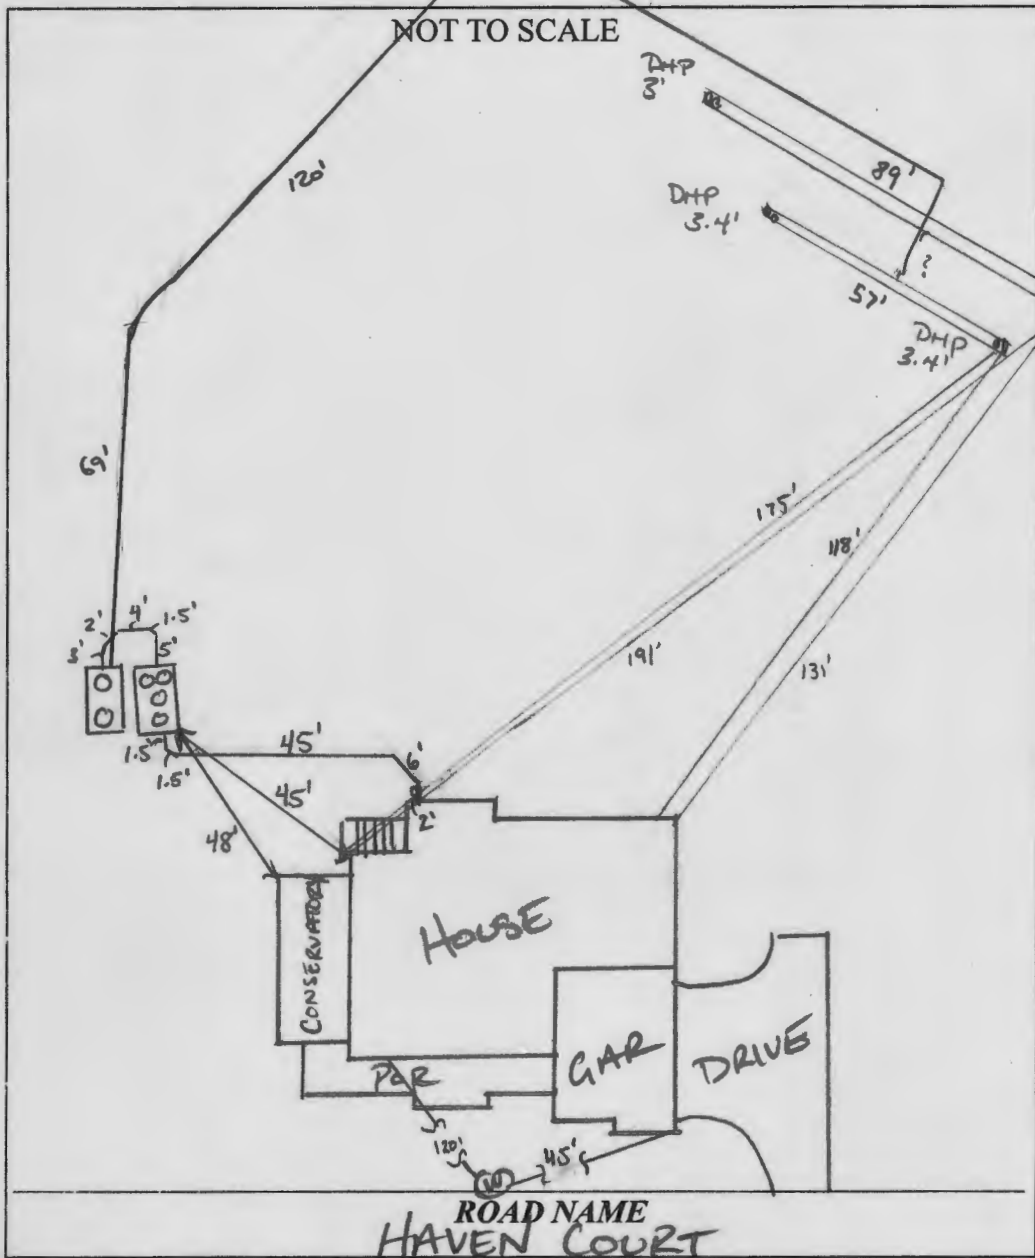 NOT TO SCALE
DHP
3'
120'
89'
DHP
3.4'
?
57'
DHP
3.4'
69'
175'
118'
191'
131'
2'
4'
1.5'
5'
1.5'
1.5'
45'
6'
2'
45'
48'
CONSERVATORY
HOUSE
GAR
DRIVE
POR
120'
45'
W
ROAD NAME
HAVEN COURT